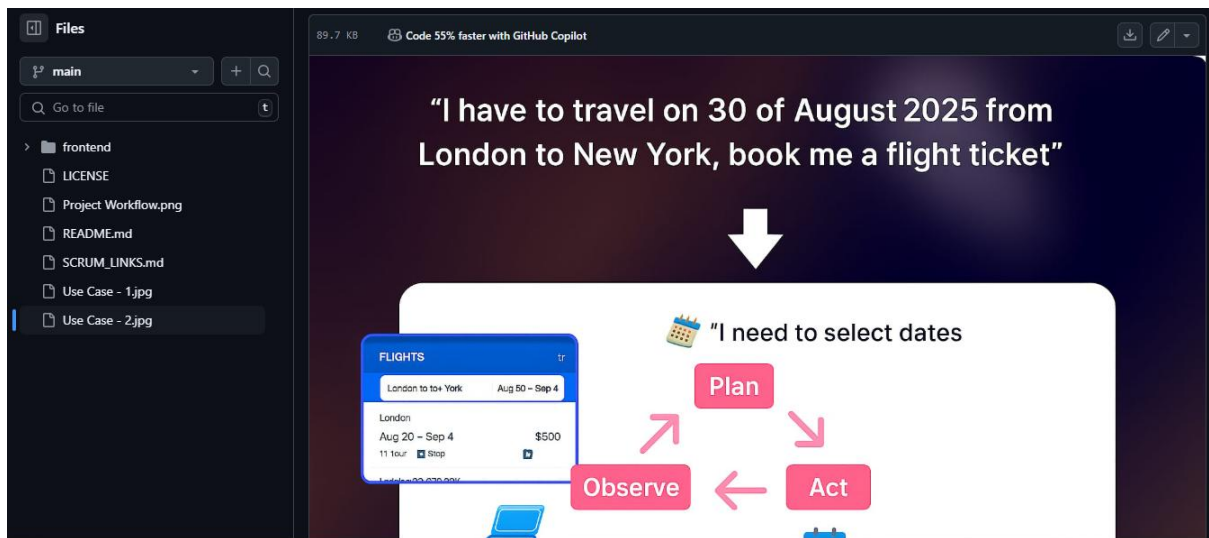 Files
main
Go to file
t
frontend
LICENSE
Project Workflow.png
README.md
SCRUM_LINKS.md
Use Case - 1.jpg
Use Case - 2.jpg
89.7 KB
Code 55% faster with GitHub Copilot
“I have to travel on 30 of August 2025 from
London to New York, book me a flight ticket”
"I need to select dates
FLIGHTS tr
London to to+ York Aug 50 – Sep 4
London
Aug 20 – Sep 4 $500
11 1our Stop
Plan
Observe
Act